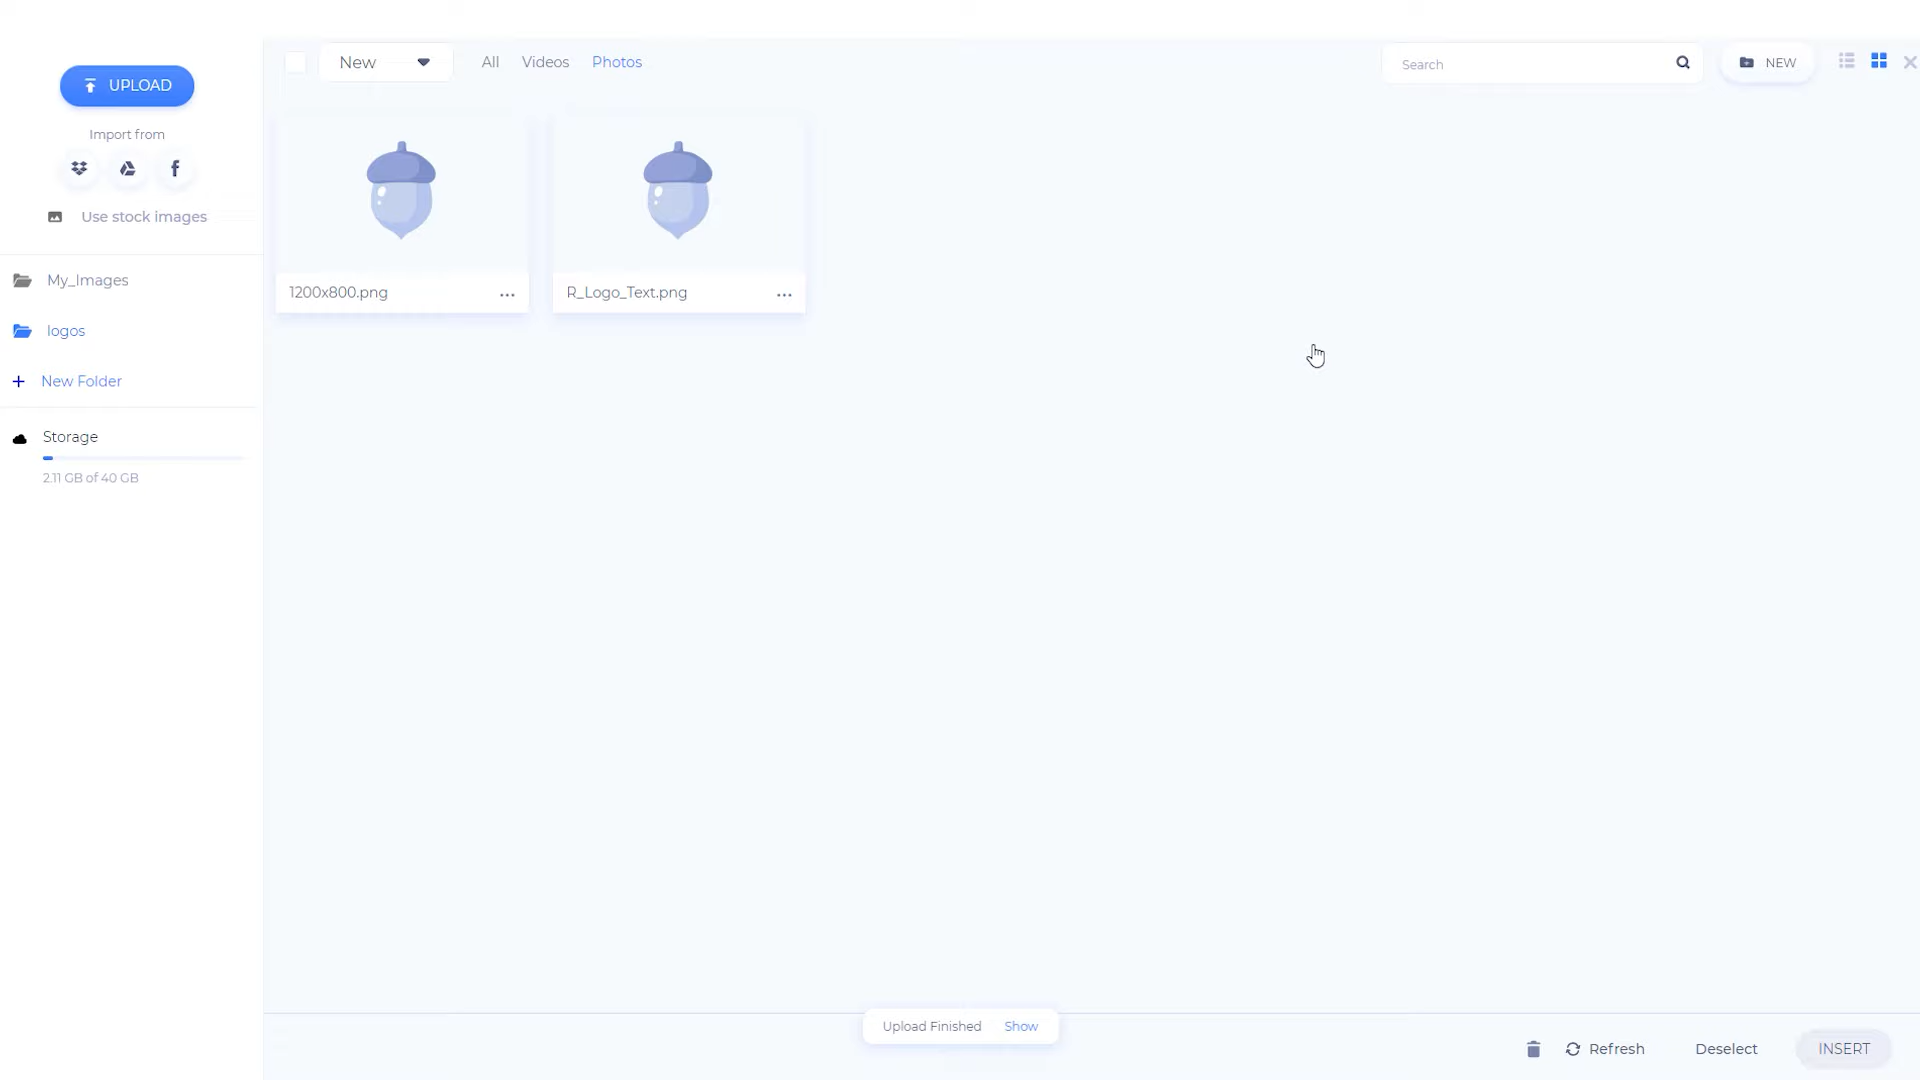 UPLOAD
Import from
Use stock images
My_Images
logos
New Folder
Storage
2.11 GB of 40 GB
New
All
Videos
Photos
Search
NEW
1200x800.png
R_Logo_Text.png
Upload Finished
Show
Refresh
Deselect
INSERT